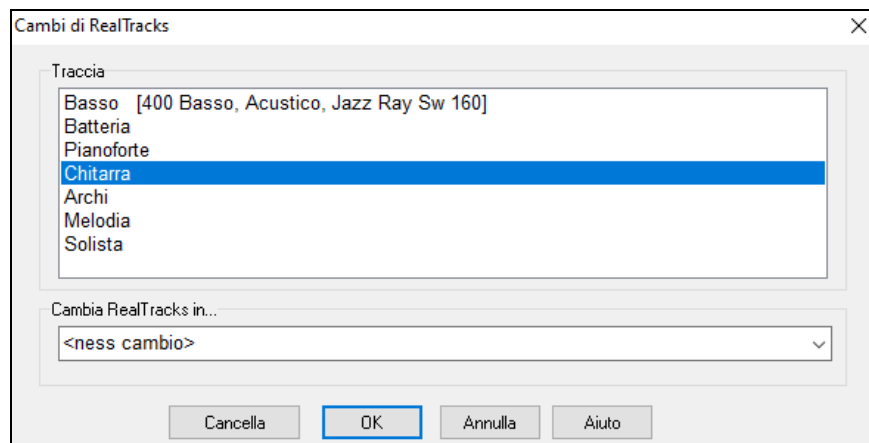 Cambi di RealTracks
Traccia
Basso [400 Basso, Acustico, Jazz Ray Sw 160]
Batteria
Pianoforte
Chitarra
Archi
Melodia
Solista
Cambia RealTracks in...
<ness cambio>
Cancella OK Annulla Aiuto